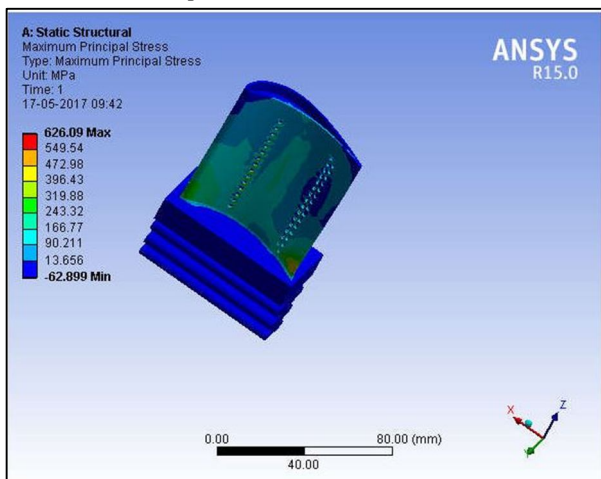 A: Static Structural
Maximum Principal Stress
Type: Maximum Principal Stress
Unit: MPa
Time: 1
17-05-2017 09:42
626.09 Max
549.54
472.98
396.43
319.88
243.32
166.77
90.211
13.656
-62.899 Min
ANSYS
R15.0
0.00
80.00 (mm)
40.00
X
Z
Y